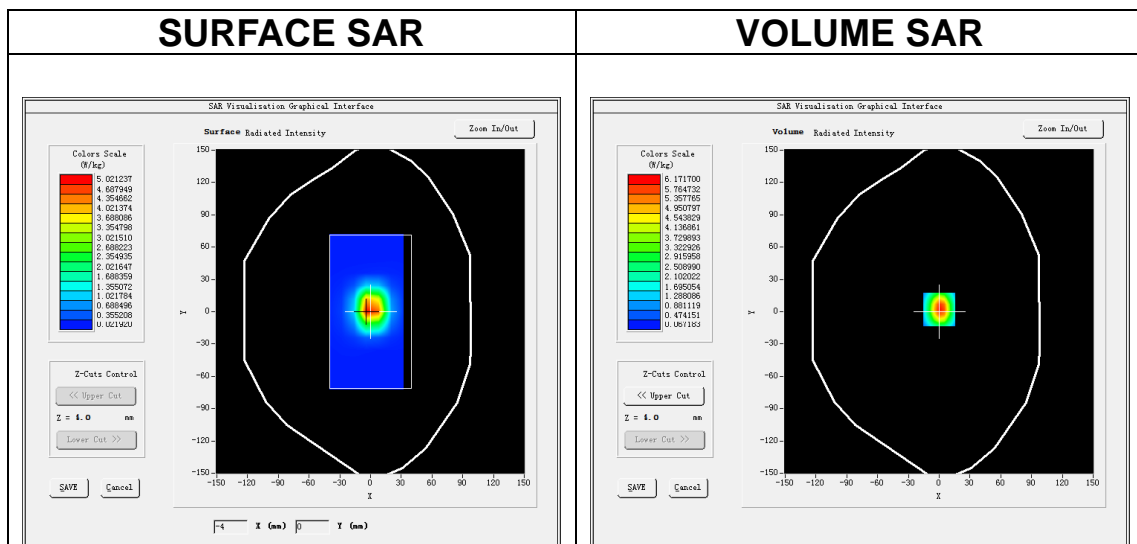 SURFACE SAR
VOLUME SAR
SAR Visualisation Graphical Interface
Surface Radiated Intensity
Zoom In/Out
Colors Scale
(W/kg)
5.021237
4.687949
4.354662
4.021374
3.688086
3.354798
3.021510
2.688223
2.354935
2.021647
1.688359
1.355072
1.021784
0.688496
0.355208
0.021920
150
120
90
60
30
0
-30
-60
-90
-120
-150
Y
-150 -120 -90 -60 -30 0 30 60 90 120 150
X
Z-Cuts Control
<< Upper Cut
Z = 4.0 mm
Lower Cut >>
SAVE Cancel
-4 X (mm) 0 Y (mm)
SAR Visualisation Graphical Interface
Volume Radiated Intensity
Zoom In/Out
Colors Scale
(W/kg)
6.171700
5.764732
5.357765
4.950797
4.543829
4.136861
3.729893
3.322926
2.915958
2.508990
2.102022
1.695054
1.288086
0.881119
0.474151
0.067183
150
120
90
60
30
0
-30
-60
-90
-120
-150
Y
-150 -120 -90 -60 -30 0 30 60 90 120 150
X
Z-Cuts Control
<< Upper Cut
Z = 4.0 mm
Lower Cut >>
SAVE Cancel